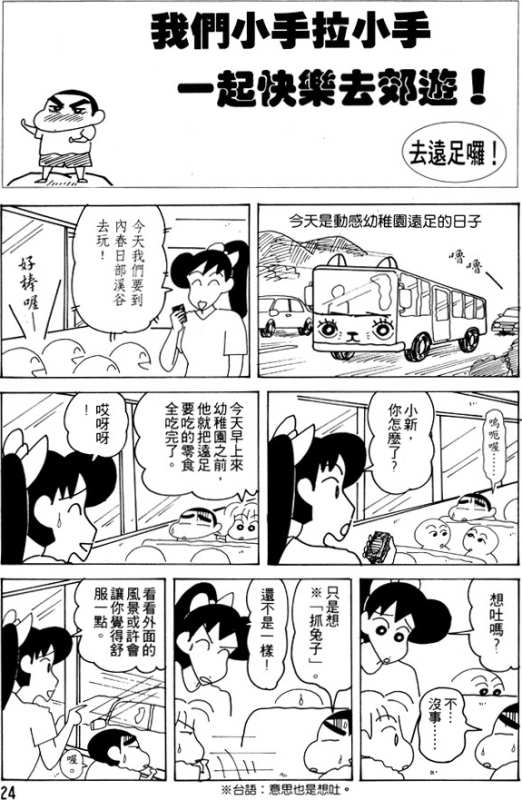 我們小手拉小手
一起快樂去郊遊！
去遠足囉！
今天是動感幼稚園遠足的日子
嚕嚕
今天我們要到
內春日部溪谷
去玩！
好棒喔
嗚呃喔……
小新，
你怎麼了？
今天早上來
幼稚園之前，
他就把遠足
要吃的零食
全吃完了。
哎呀呀
！
想吐嗎？
不…
沒事…
只是想
※「抓兔子」。
還不是一樣！
看看外面的
風景或許會
讓你覺得舒
服一點。
喔。
24
※台語：意思也是想吐。